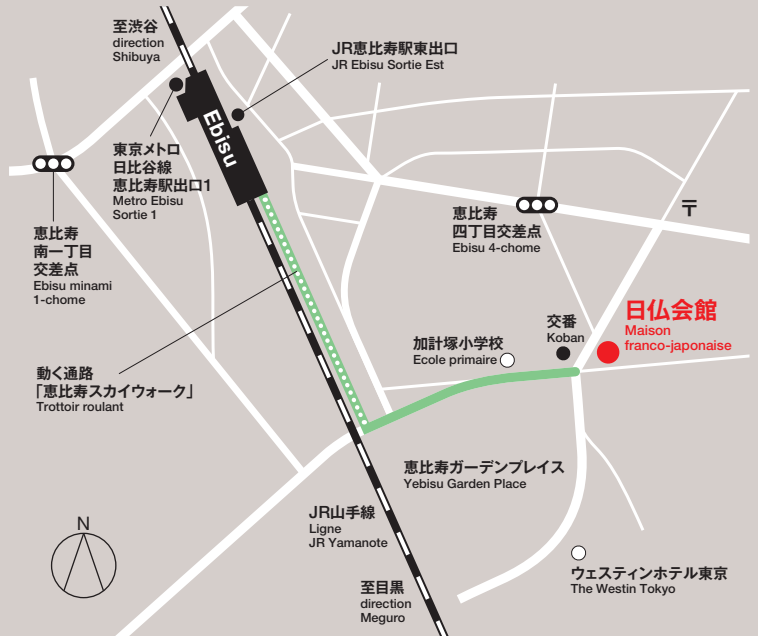 至渋谷
direction
Shibuya
JR恵比寿駅東出口
JR Ebisu Sortie Est
Ebisu
東京メトロ
日比谷線
恵比寿駅出口1
Metro Ebisu
Sortie 1
恵比寿
南一丁目
交差点
Ebisu minami
1-chome
恵比寿
四丁目交差点
Ebisu 4-chome
〒
日仏会館
Maison
franco-japonaise
交番
Koban
加計塚小学校
Ecole primaire
動く通路
「恵比寿スカイウォーク」
Trottoir roulant
恵比寿ガーデンプレイス
Yebisu Garden Place
JR山手線
Ligne
JR Yamanote
N
ウェスティンホテル東京
The Westin Tokyo
至目黒
direction
Meguro